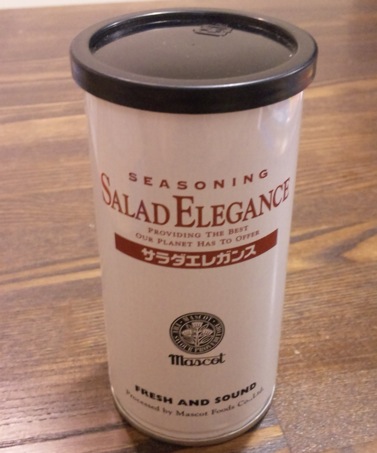 SEASONING
SALAD ELEGANCE
PROVIDING THE BEST
OUR PLANET HAS TO OFFER
サラダエレガンス
Mascot
FRESH AND SOUND
Presented by Mascot Foods Co.,Ltd.